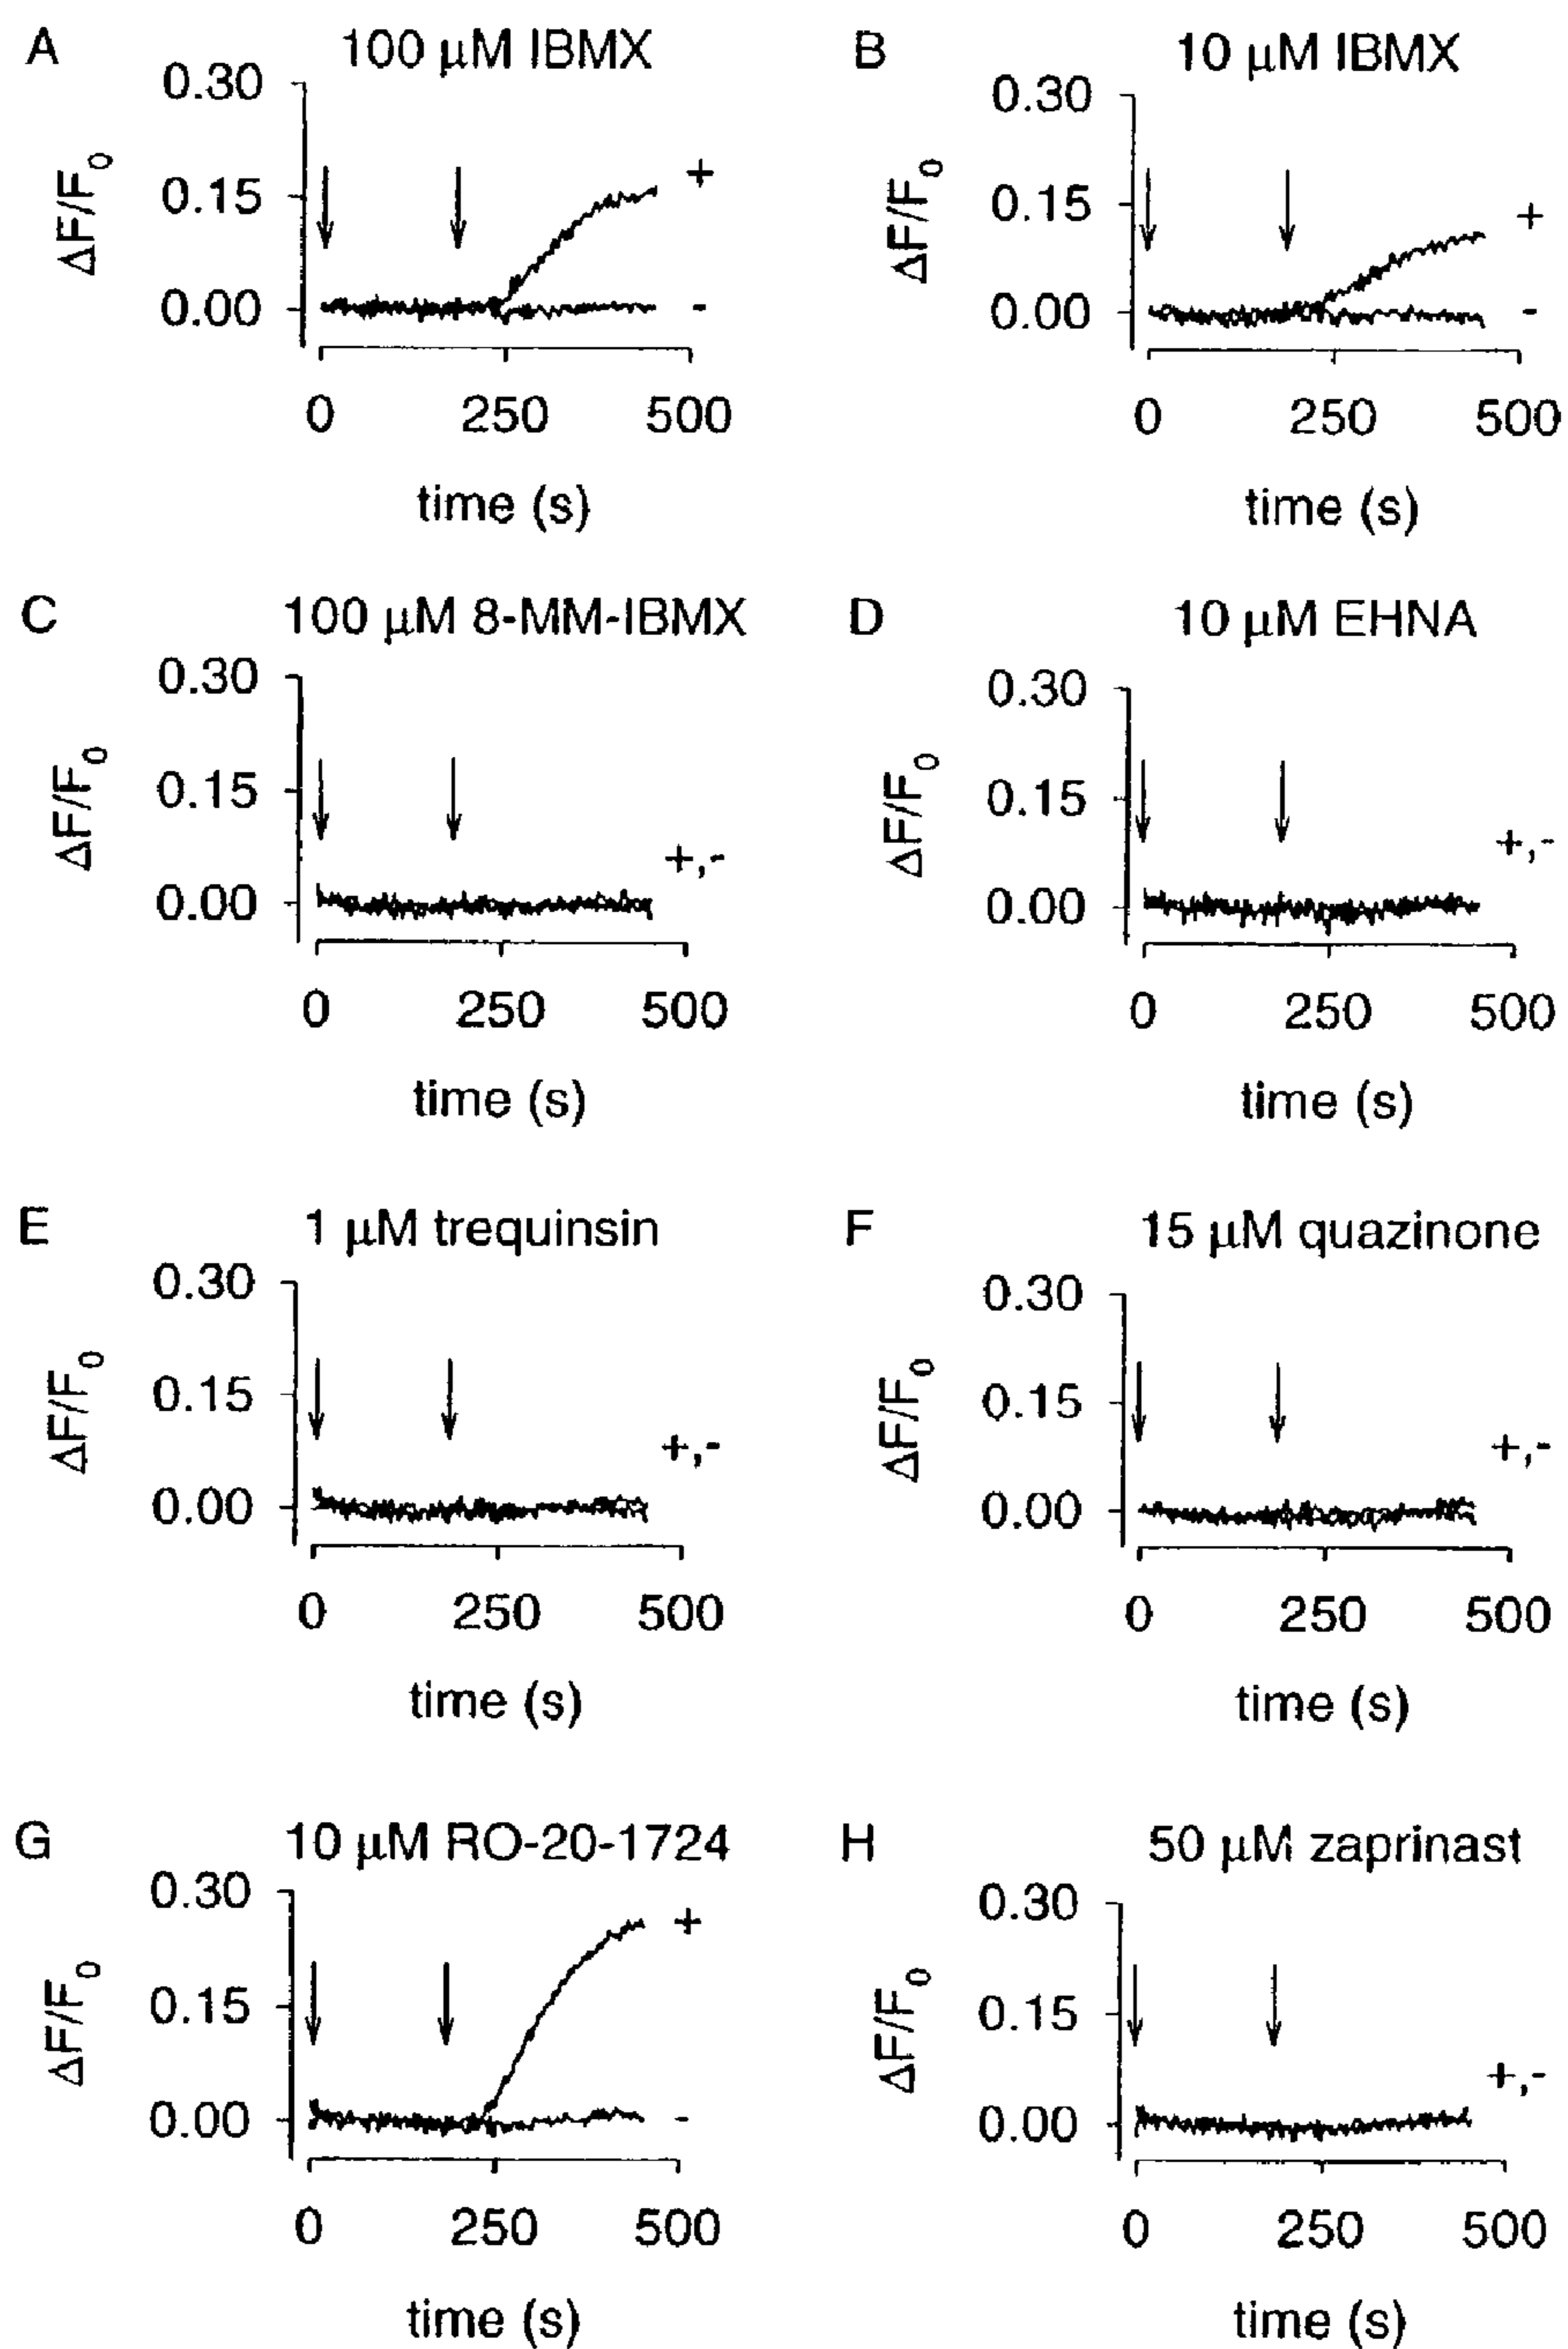 A 100 µM IBMX
0.30
0.15
0.00
ΔF/F0
+
-
0 250 500
time (s)
B 10 µM IBMX
0.30
0.15
0.00
ΔF/F0
+
-
0 250 500
time (s)
C 100 µM 8-MM-IBMX
0.30
0.15
0.00
ΔF/F0
+,-
0 250 500
time (s)
D 10 µM EHNA
0.30
0.15
0.00
ΔF/F0
+,-
0 250 500
time (s)
E 1 µM trequinsin
0.30
0.15
0.00
ΔF/F0
+,-
0 250 500
time (s)
F 15 µM quazinone
0.30
0.15
0.00
ΔF/F0
+,-
0 250 500
time (s)
G 10 µM RO-20-1724
0.30
0.15
0.00
ΔF/F0
+
-
0 250 500
time (s)
H 50 µM zaprinast
0.30
0.15
0.00
ΔF/F0
+,-
0 250 500
time (s)